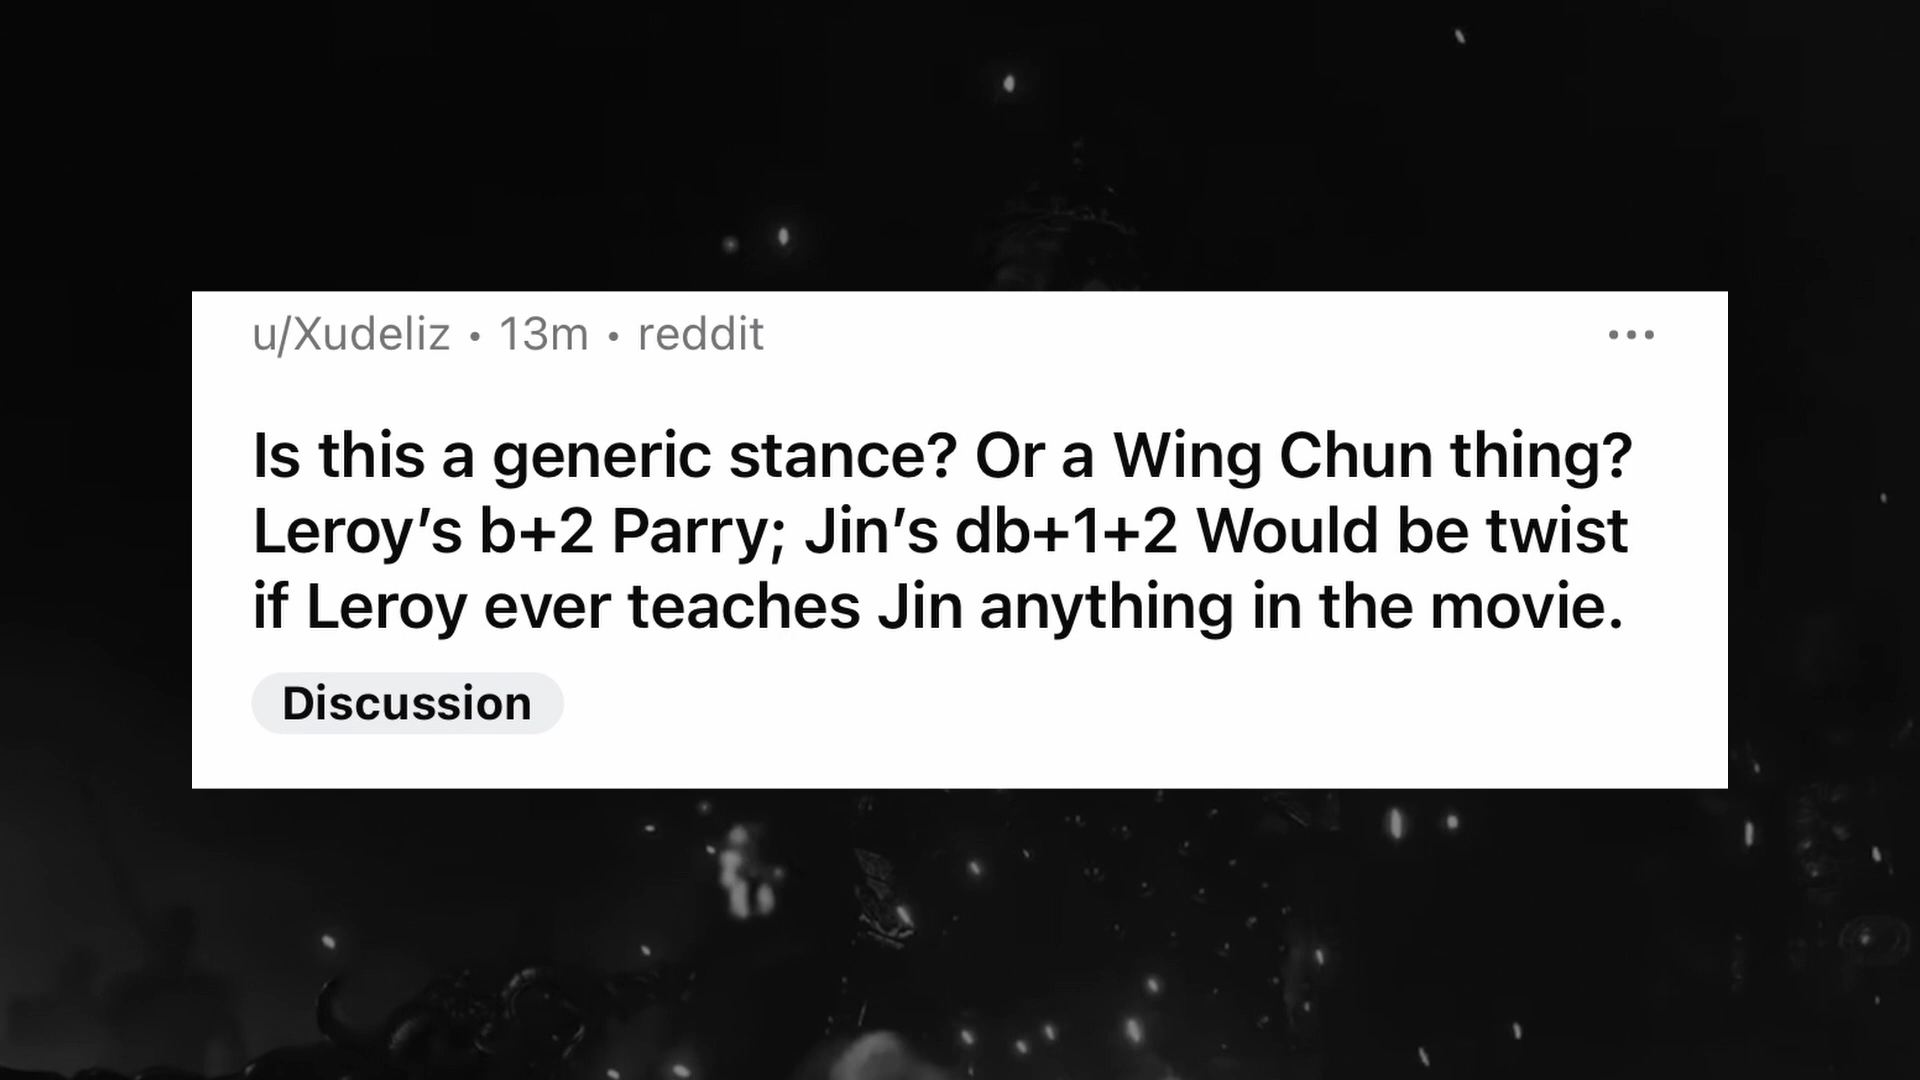 u/Xudeliz • 13m • reddit
Is this a generic stance? Or a Wing Chun thing?
Leroy’s b+2 Parry; Jin’s db+1+2 Would be twist
if Leroy ever teaches Jin anything in the movie.
Discussion